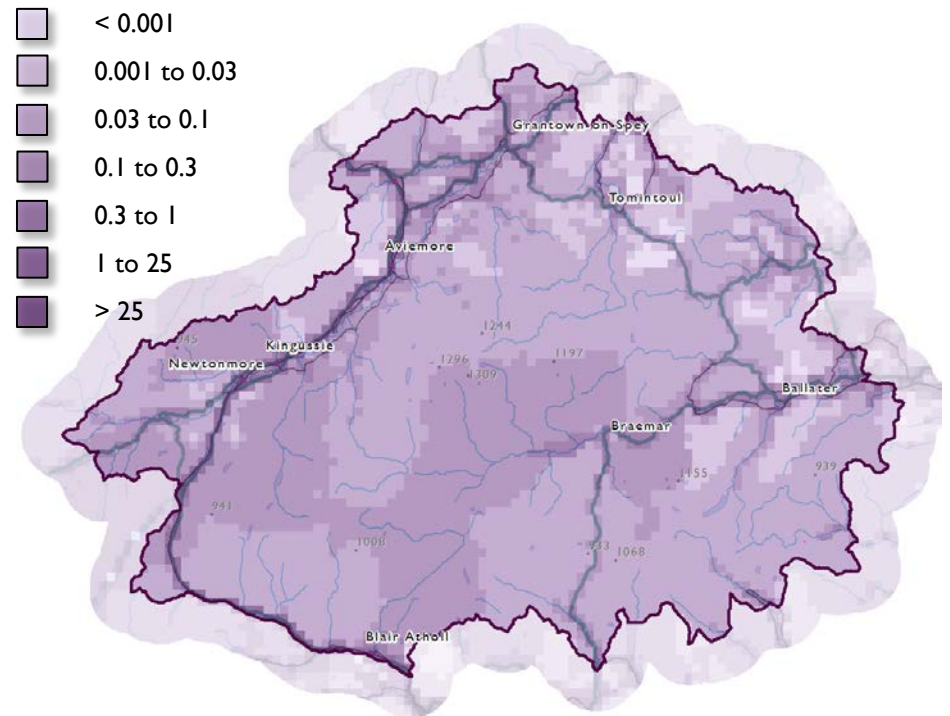 < 0.001
0.001 to 0.03
0.03 to 0.1
0.1 to 0.3
0.3 to 1
1 to 25
> 25
Grantown on Spey
Tomintoul
Aviemore
1244
945
Kingussie
Newtonmore
1296
1309
1197
Ballater
Braemar
1155
939
941
1008
933
1068
Blair Atholl